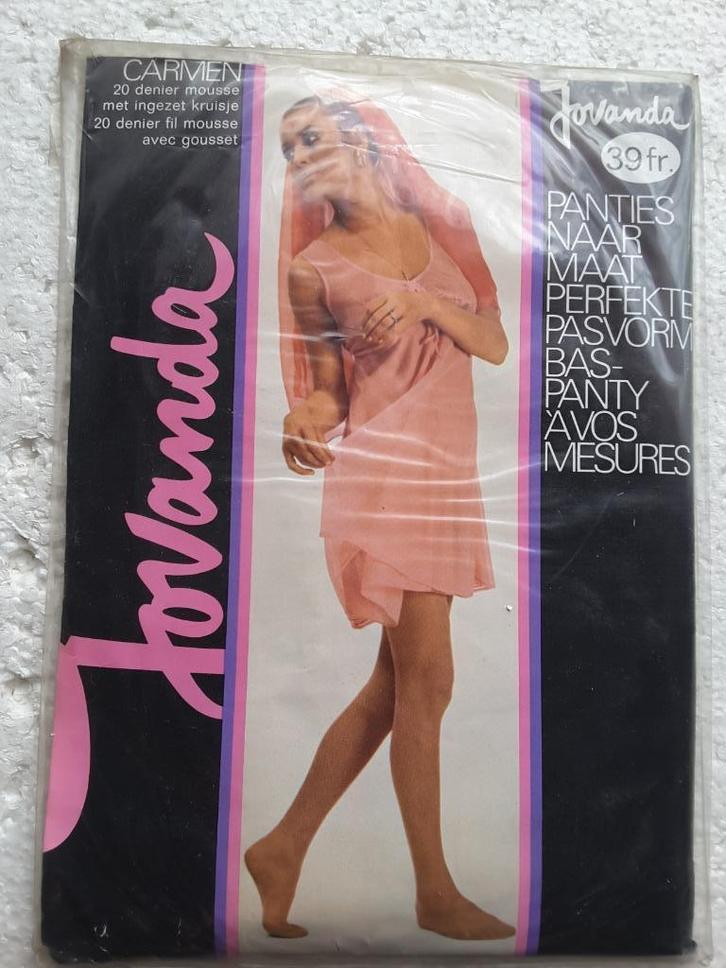 CARMEN
20 denier mousse
met ingezet kruisje
20 denier fil mousse
avec gousset
Jovanda
Jovanda
39 fr.
PANTIES
NAAR
MAAT
PERFEKTE
PASVORM
BAS-
PANTY
À VOS
MESURES